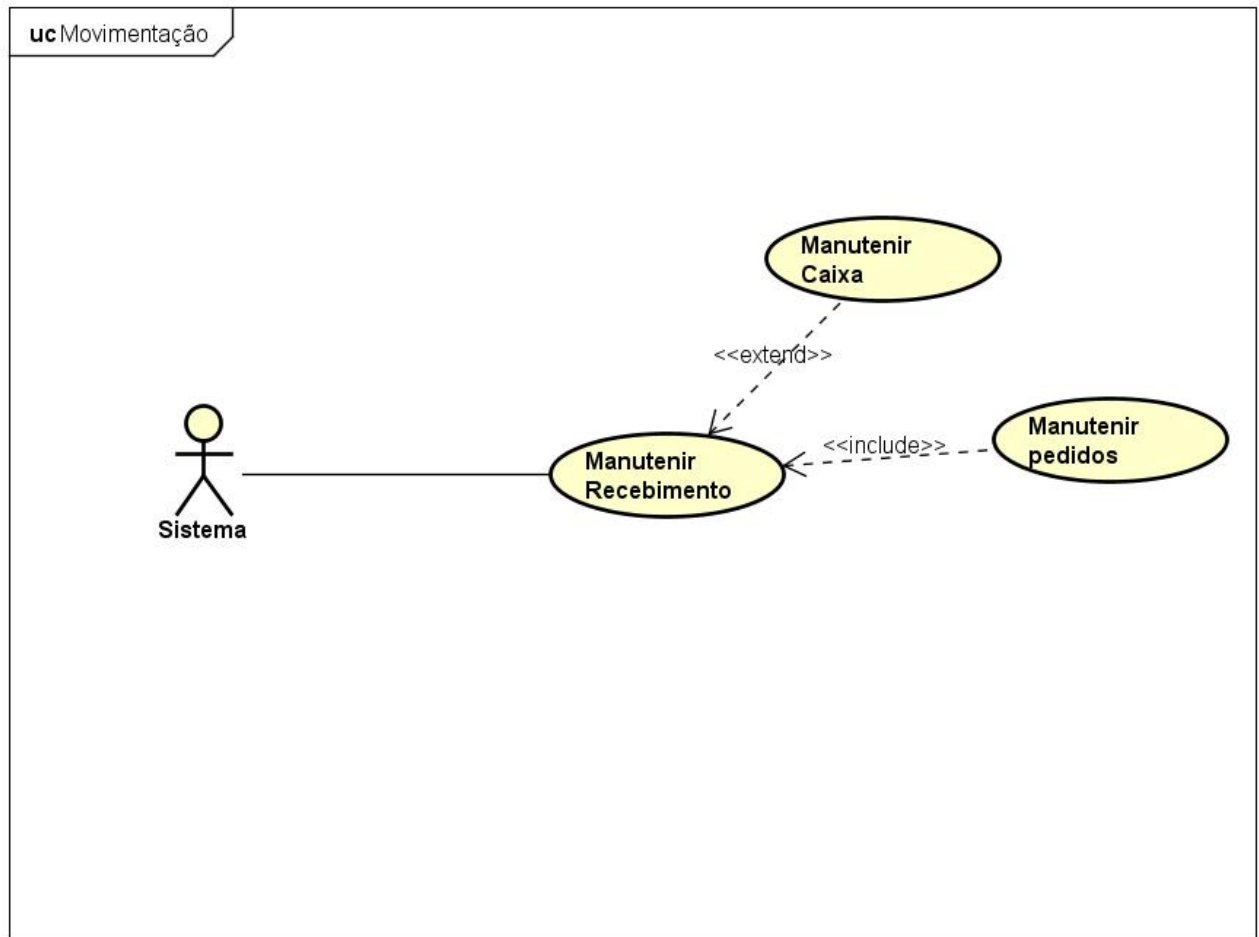 uc Movimentação
Manutenir
Caixa
<<extend>>
Manutenir
pedidos
<<include>>
Manutenir
Recebimento
Sistema